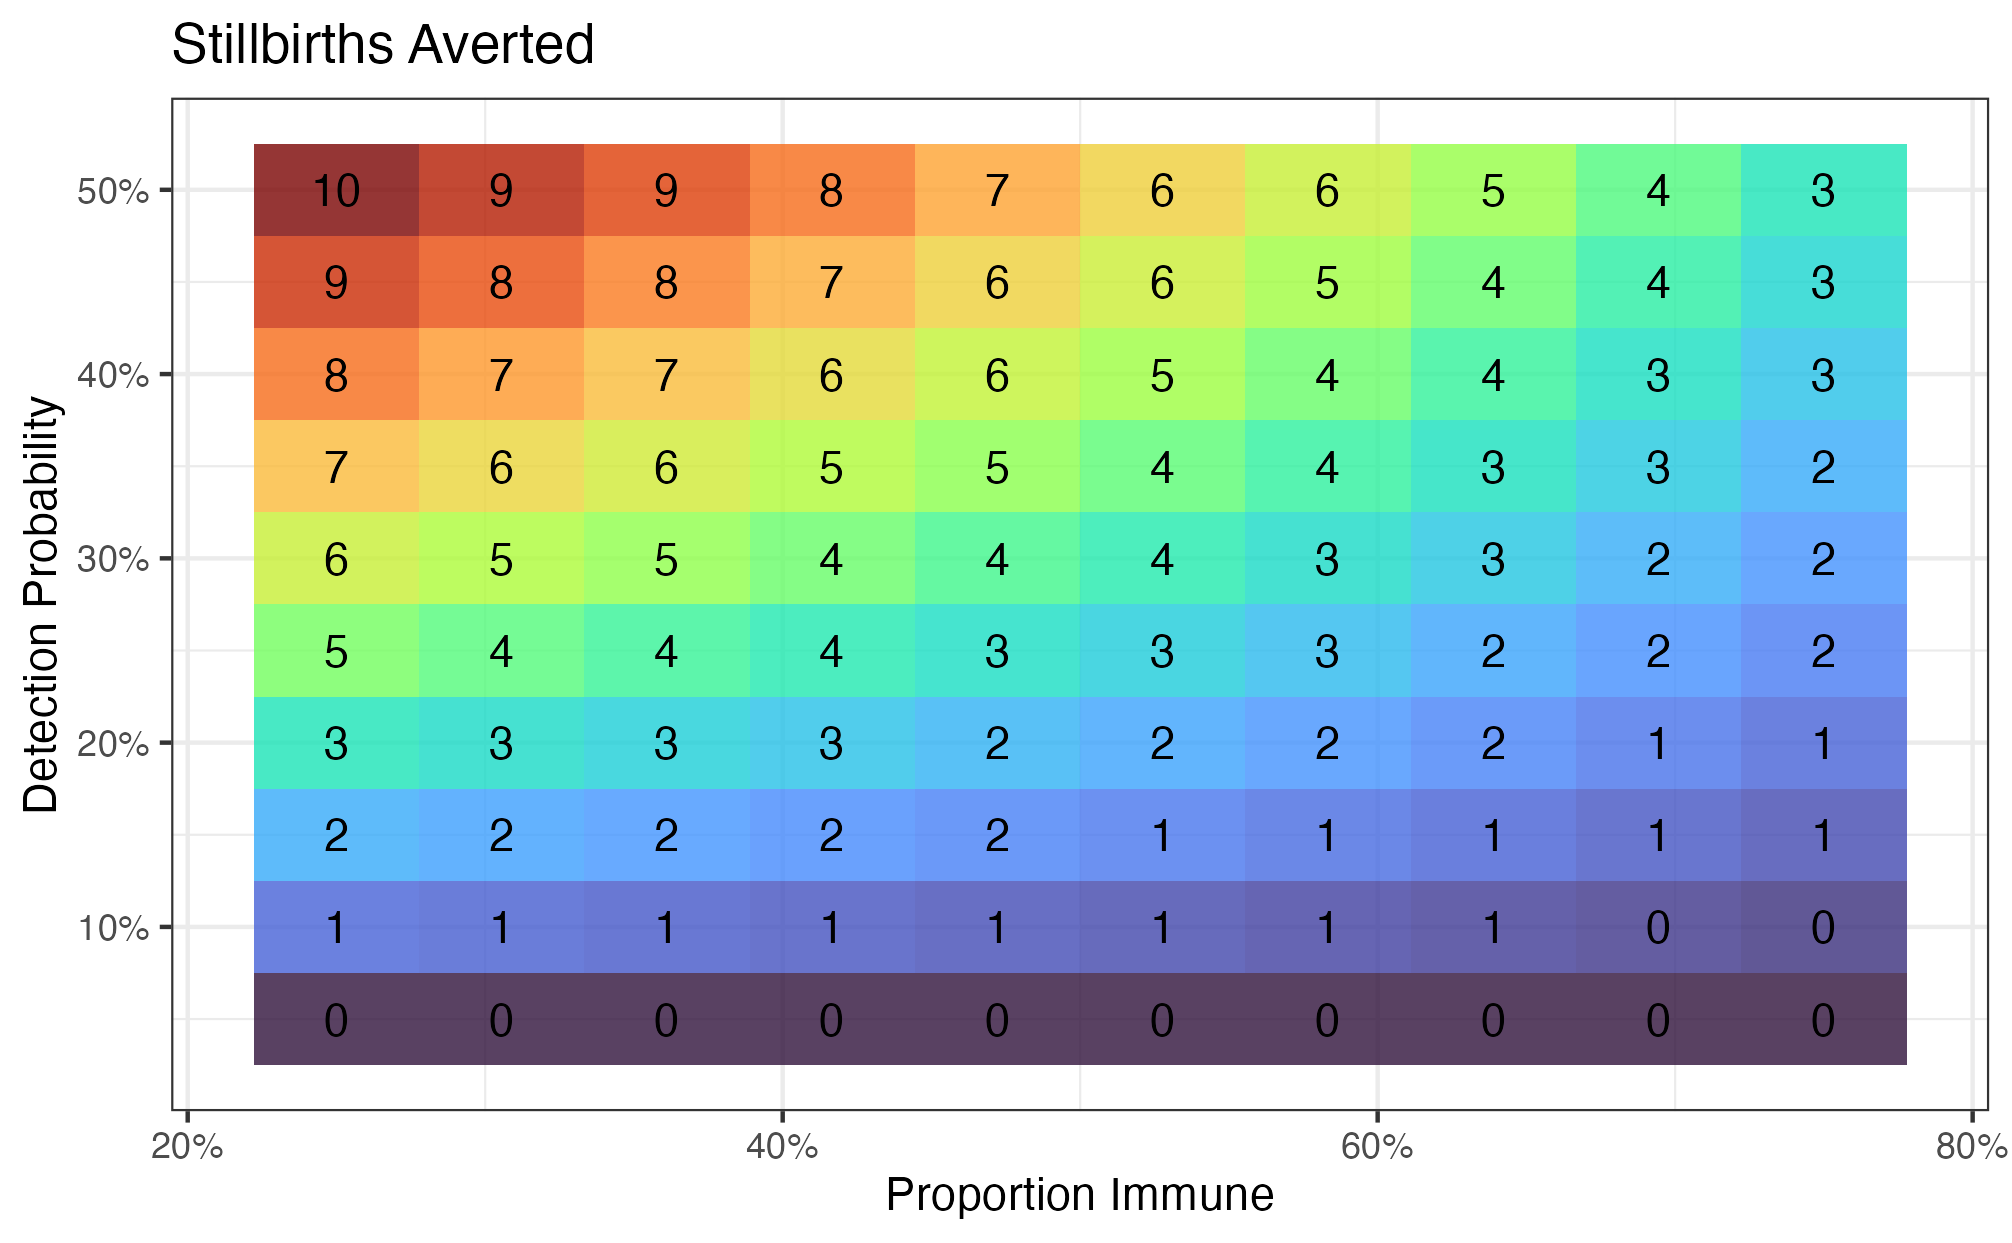 Stillbirths Averted
Detection Probability
50% 10 9 9 8 7 6 6 5 4 3
9 8 8 7 6 6 5 4 4 3
40% 8 7 7 6 6 5 4 4 3 3
7 6 6 5 5 4 4 3 3 2
30% 6 5 5 4 4 4 3 3 2 2
5 4 4 4 3 3 3 2 2 2
20% 3 3 3 3 2 2 2 2 1 1
2 2 2 2 2 1 1 1 1 1
10% 1 1 1 1 1 1 1 1 0 0
0 0 0 0 0 0 0 0 0 0
20% 40% 60% 80%
Proportion Immune